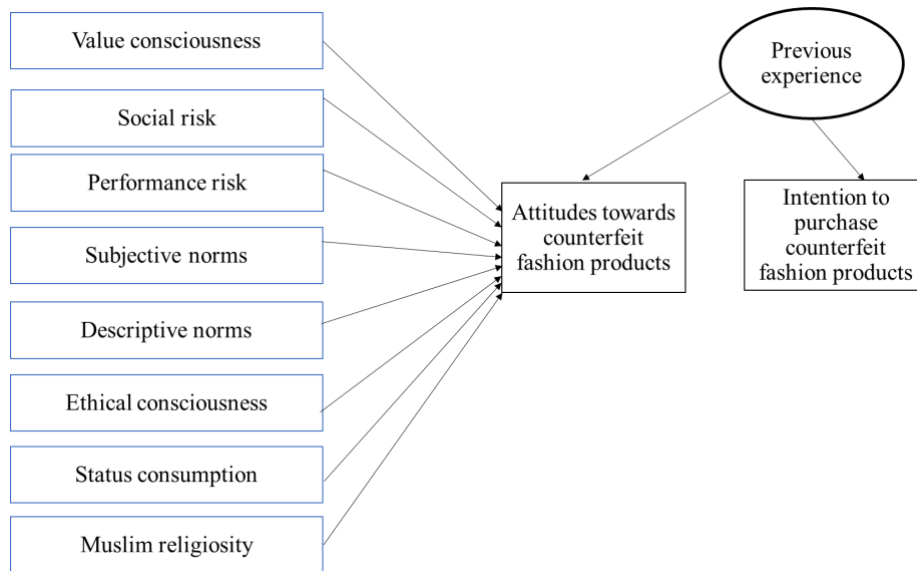 Value consciousness
Social risk
Performance risk
Subjective norms
Descriptive norms
Ethical consciousness
Status consumption
Muslim religiosity
Attitudes towards
counterfeit
fashion products
Previous
experience
Intention to
purchase
counterfeit
fashion products